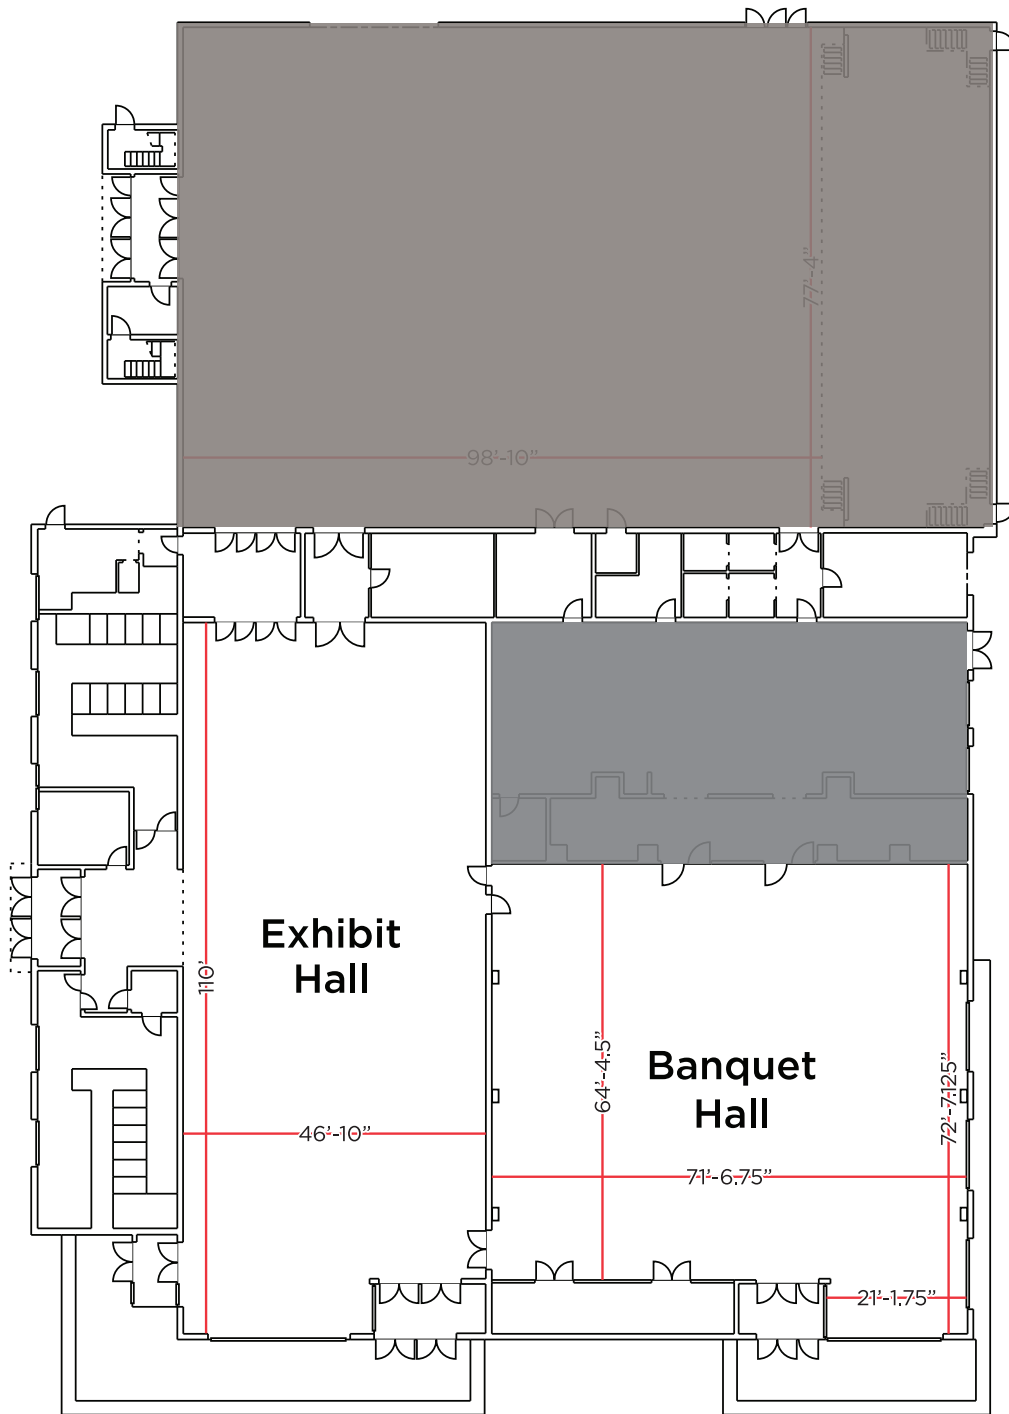 77’-4”
98’-10”
Exhibit
Hall
110’
46’-10”
Banquet
Hall
64’-4.5”
72’-7.125”
71’-6.75”
21’-1.75”